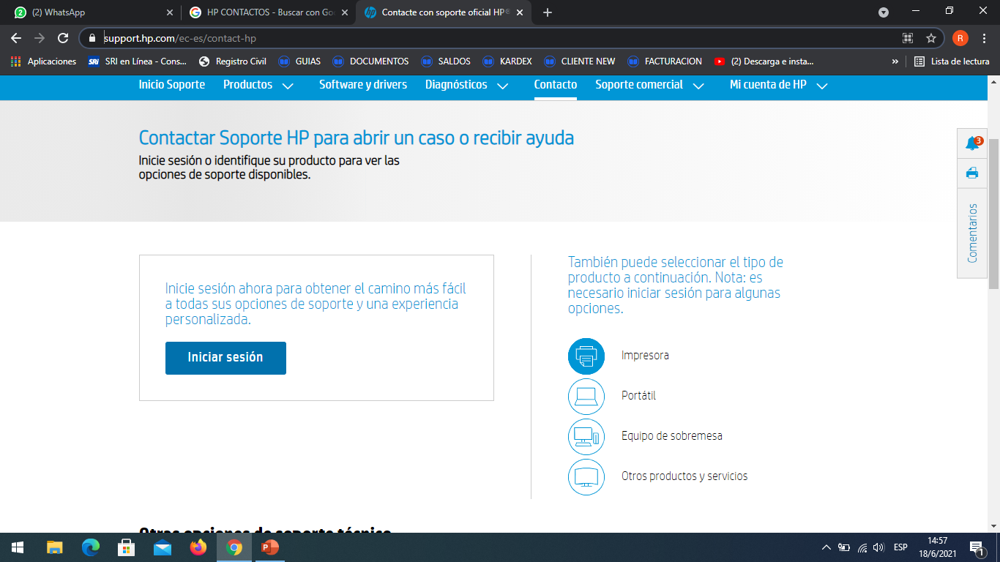 (2) WhatsApp
HP CONTACTOS - Buscar con Go
Contacte con soporte oficial HP®
support.hp.com/ec-es/contact-hp
R
Aplicaciones
SRI en Línea - Cons...
Registro Civil
GUIAS
DOCUMENTOS
SALDOS
KARDEX
CLIENTE NEW
FACTURACION
(2) Descarga e insta...
»
Lista de lectura
Inicio Soporte
Productos
Software y drivers
Diagnósticos
Contacto
Soporte comercial
Mi cuenta de HP
Contactar Soporte HP para abrir un caso o recibir ayuda
Inicie sesión o identifique su producto para ver las
opciones de soporte disponibles.
3
Comentarios
Inicie sesión ahora para obtener el camino más fácil
a todas sus opciones de soporte y una experiencia
personalizada.
Iniciar sesión
También puede seleccionar el tipo de
producto a continuación. Nota: es
necesario iniciar sesión para algunas
opciones.
Impresora
Portátil
Equipo de sobremesa
Otros productos y servicios
Otras opciones de soporte técnico
ESP
14:57
18/6/2021
1